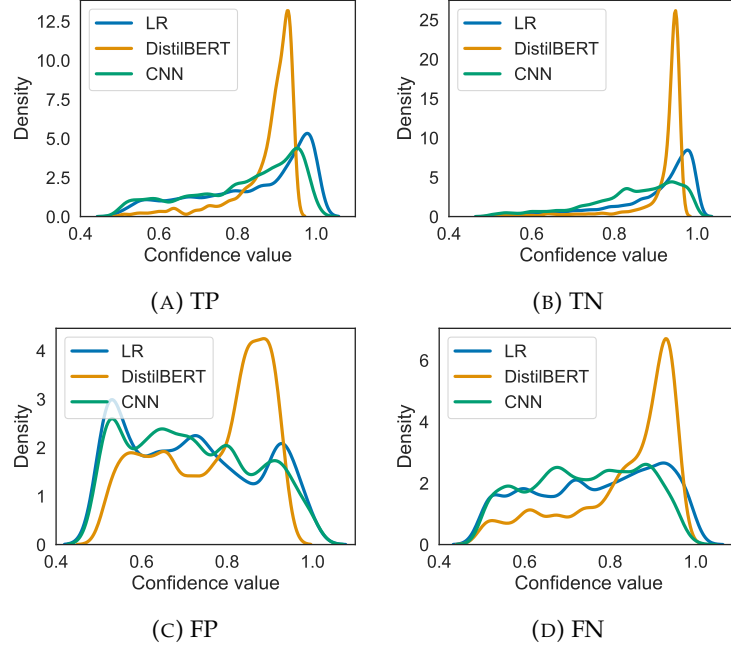 12.5
10.0
7.5
5.0
2.5
0.0
Density
LR
DistilBERT
CNN
0.4 0.6 0.8 1.0
Confidence value
(A) TP
25
20
15
10
5
0
Density
LR
DistilBERT
CNN
0.4 0.6 0.8 1.0
Confidence value
(B) TN
4
3
2
1
0
Density
LR
DistilBERT
CNN
0.4 0.6 0.8 1.0
Confidence value
(C) FP
6
4
2
0
Density
LR
DistilBERT
CNN
0.4 0.6 0.8 1.0
Confidence value
(D) FN